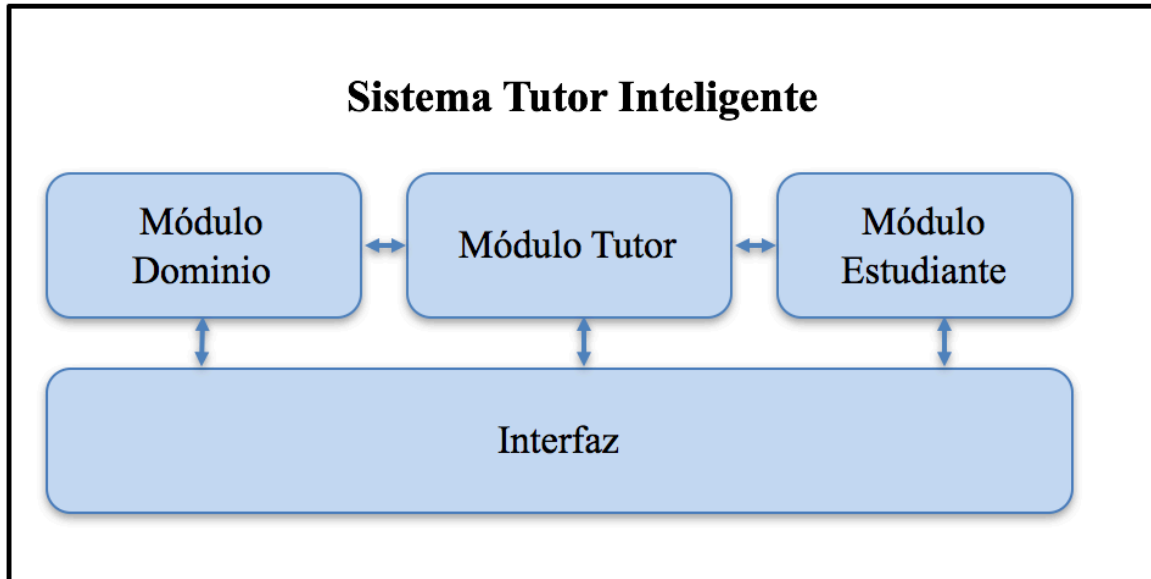 Sistema Tutor Inteligente
Módulo
Dominio
Módulo Tutor
Módulo
Estudiante
Interfaz